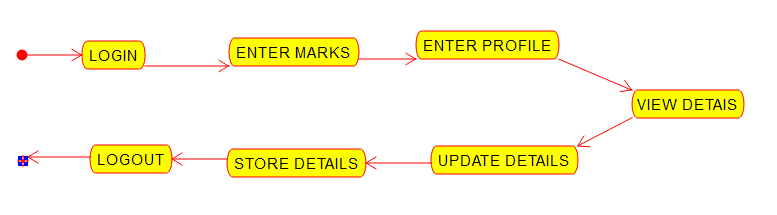 LOGIN
ENTER MARKS
ENTER PROFILE
VIEW DETAIS
UPDATE DETAILS
STORE DETAILS
LOGOUT